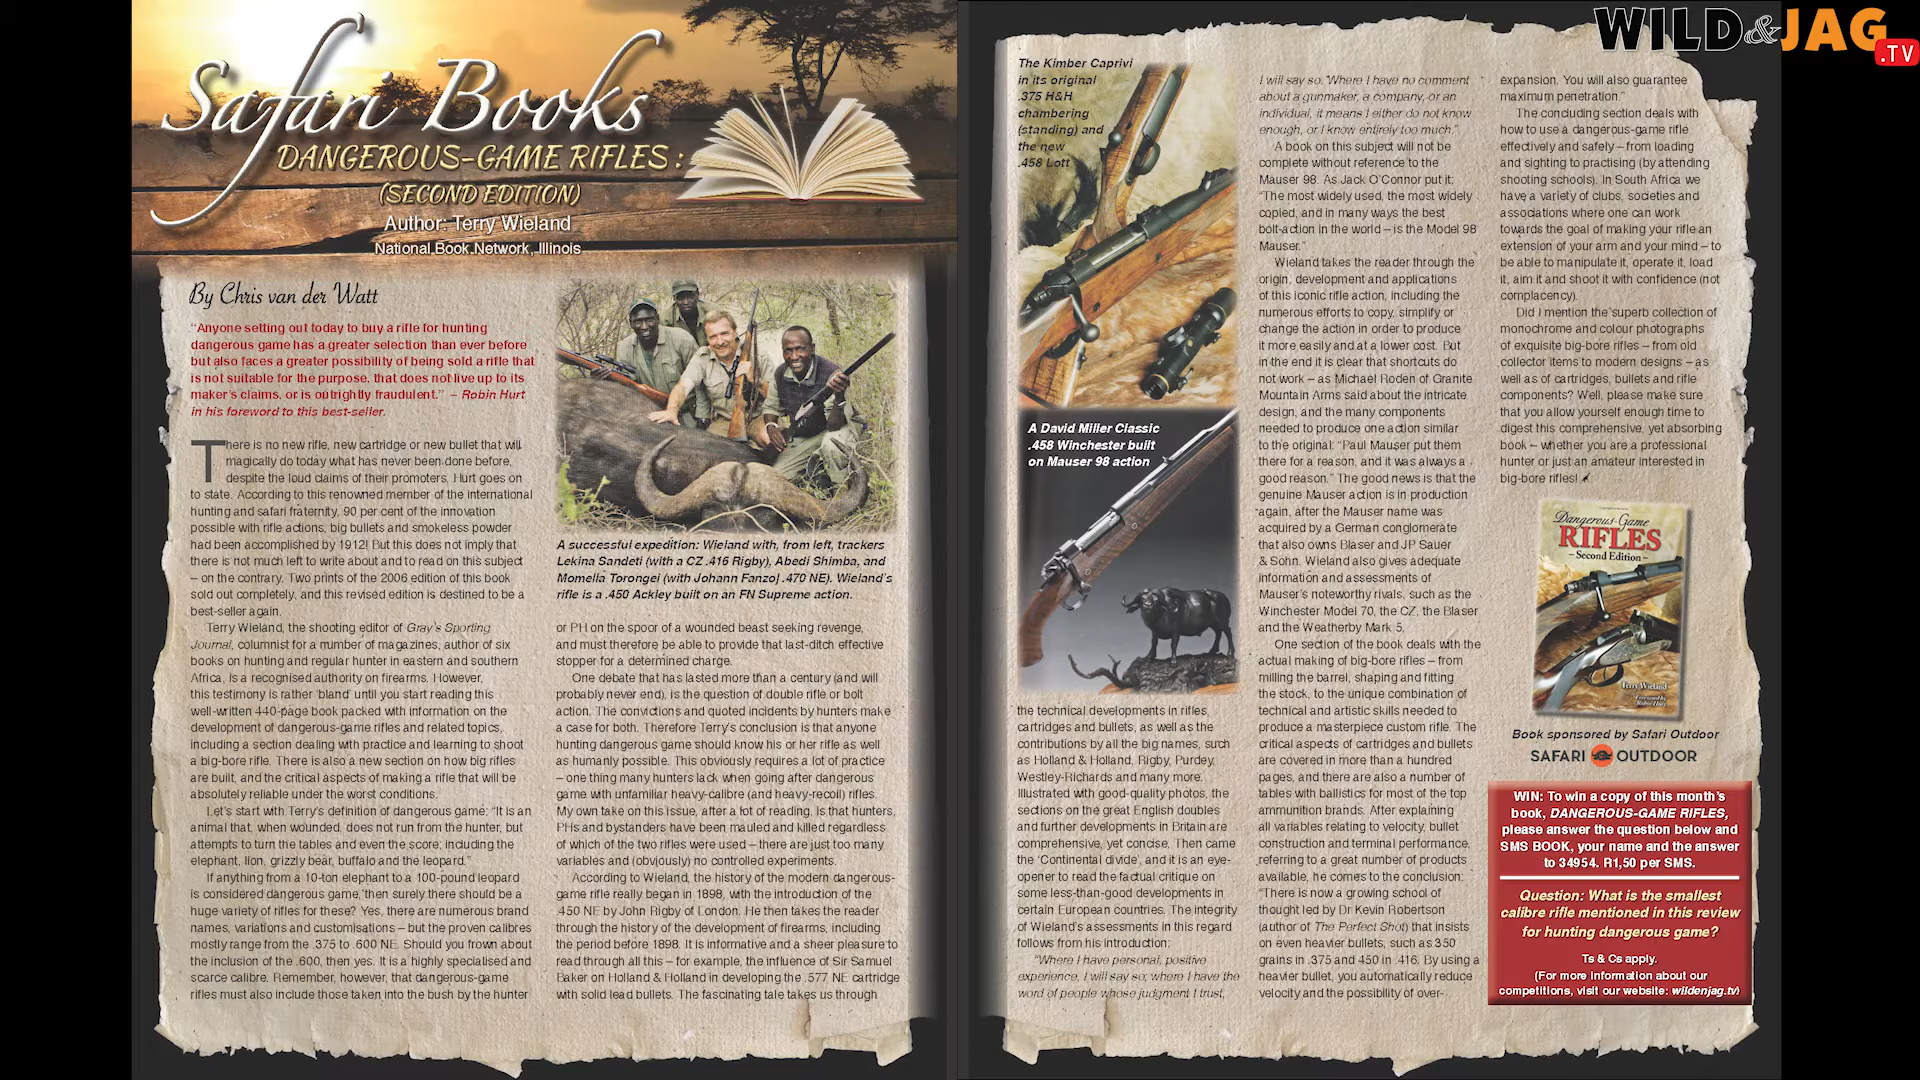 WILD&JAG
.TV
Safari Books
DANGEROUS-GAME RIFLES :
(SECOND EDITION)
Author: Terry Wieland
National Book Network, Illinois
By Chris van der Watt
“Anyone setting out today to buy a rifle for hunting
dangerous game has a greater selection than ever before
but also faces a greater possibility of being sold a rifle that
is not suitable for the purpose, that does not live up to its
maker’s claims, or is outrightly fraudulent.” – Robin Hurt
in his foreword to this best-seller.
There is no new rifle, new cartridge or new bullet that will
magically do today what has never been done before,
despite the loud claims of their promoters, Hurt goes on
to state. According to this renowned member of the international
hunting and safari fraternity, 90 per cent of the innovation
possible with rifle actions, big bullets and smokeless powder
had been accomplished by 1912! But this does not imply that
there is not much left to write about and to read on this subject
– on the contrary. Two prints of the 2006 edition of this book
sold out completely, and this revised edition is destined to be a
best-seller again.
Terry Wieland, the shooting editor of Gray’s Sporting
Journal, columnist for a number of magazines, author of six
books on hunting and regular hunter in eastern and southern
Africa, is a recognised authority on firearms. However,
this testimony is rather ‘bland’ until you start reading this
well-written 440-page book packed with information on the
development of dangerous-game rifles and related topics,
including a section dealing with practice and learning to shoot
a big-bore rifle. There is also a new section on how big rifles
are built, and the critical aspects of making a rifle that will be
absolutely reliable under the worst conditions.
Let’s start with Terry’s definition of dangerous game: “It is an
animal that, when wounded, does not run from the hunter, but
attempts to turn the tables and even the score; including the
elephant, lion, grizzly bear, buffalo and the leopard.”
If anything from a 10-ton elephant to a 100-pound leopard
is considered dangerous game, then surely there should be a
huge variety of rifles for these? Yes, there are numerous brand
names, variations and customisations – but the proven calibres
mostly range from the .375 to .600 NE. Should you frown about
the inclusion of the .600, then yes. It is a highly specialised and
scarce calibre. Remember, however, that dangerous-game
rifles must also include those taken into the bush by the hunter
A successful expedition: Wieland with, from left, trackers
Lekina Sandeti (with a CZ .416 Rigby), Abedi Shimba, and
Momella Torongei (with Johann Fanzoj .470 NE). Wieland’s
rifle is a .450 Ackley built on an FN Supreme action.
or PH on the spoor of a wounded beast seeking revenge,
and must therefore be able to provide that last-ditch effective
stopper for a determined charge.
One debate that has lasted more than a century (and will
probably never end), is the question of double rifle or bolt
action. The convictions and quoted incidents by hunters make
a case for both. Therefore Terry’s conclusion is that anyone
hunting dangerous game should know his or her rifle as well
as humanly possible. This obviously requires a lot of practice
– one thing many hunters lack when going after dangerous
game with unfamiliar heavy-calibre (and heavy-recoil) rifles.
My own take on this issue, after a lot of reading, is that hunters,
PHs and bystanders have been mauled and killed regardless
of which of the two rifles were used – there are just too many
variables and (obviously) no controlled experiments.
According to Wieland, the history of the modern dangerous-
game rifle really began in 1898, with the introduction of the
.450 NE by John Rigby of London. He then takes the reader
through the history of the development of firearms, including
the period before 1898. It is informative and a sheer pleasure to
read through all this – for example, the influence of Sir Samuel
Baker on Holland & Holland in developing the .577 NE cartridge
with solid lead bullets. The fascinating tale takes us through
The Kimber Caprivi
in its original
.375 H&H
chambering
(standing) and
the new
.458 Lott
A David Miller Classic
.458 Winchester built
on Mauser 98 action
the technical developments in rifles,
cartridges and bullets, as well as the
contributions by all the big names, such
as Holland & Holland, Rigby, Purdey,
Westley-Richards and many more.
Illustrated with good-quality photos, the
sections on the great English doubles
and further developments in Britain are
comprehensive, yet concise. Then came
the ‘Continental divide’, and it is an eye-
opener to read the factual critique on
some less-than-good developments in
certain European countries. The integrity
of Wieland’s assessments in this regard
follows from his introduction:
“Where I have personal, positive
experience, I will say so; where I have the
word of people whose judgment I trust,
I will say so. Where I have no comment
about a gunmaker, a company, or an
individual, it means I either do not know
enough, or I know entirely too much.”
A book on this subject will not be
complete without reference to the
Mauser 98. As Jack O’Connor put it:
“The most widely used, the most widely
copied, and in many ways the best
bolt-action in the world – is the Model 98
Mauser.”
Wieland takes the reader through the
origin, development and applications
of this iconic rifle action, including the
numerous efforts to copy, simplify or
change the action in order to produce
it more easily and at a lower cost. But
in the end it is clear that shortcuts do
not work – as Michael Roden of Granite
Mountain Arms said about the intricate
design, and the many components
needed to produce one action similar
to the original: “Paul Mauser put them
there for a reason, and it was always a
good reason.” The good news is that the
genuine Mauser action is in production
again, after the Mauser name was
acquired by a German conglomerate
that also owns Blaser and JP Sauer
& Sohn. Wieland also gives adequate
information and assessments of
Mauser’s noteworthy rivals, such as the
Winchester Model 70, the CZ, the Blaser
and the Weatherby Mark 5.
One section of the book deals with the
actual making of big-bore rifles – from
milling the barrel, shaping and fitting
the stock, to the unique combination of
technical and artistic skills needed to
produce a masterpiece custom rifle. The
critical aspects of cartridges and bullets
are covered in more than a hundred
pages, and there are also a number of
tables with ballistics for most of the top
ammunition brands. After explaining
all variables relating to velocity, bullet
construction and terminal performance,
referring to a great number of products
available, he comes to the conclusion:
“There is now a growing school of
thought led by Dr Kevin Robertson
(author of The Perfect Shot) that insists
on even heavier bullets, such as 350
grains in .375 and 450 in .416. By using a
heavier bullet, you automatically reduce
velocity and the possibility of over-
expansion. You will also guarantee
maximum penetration.”
The concluding section deals with
how to use a dangerous-game rifle
effectively and safely – from loading
and sighting to practising (by attending
shooting schools). In South Africa we
have a variety of clubs, societies and
associations where one can work
towards the goal of making your rifle an
extension of your arm and your mind – to
be able to manipulate it, operate it, load
it, aim it and shoot it with confidence (not
complacency).
Did I mention the superb collection of
monochrome and colour photographs
of exquisite big-bore rifles – from old
collector items to modern designs – as
well as of cartridges, bullets and rifle
components? Well, please make sure
that you allow yourself enough time to
digest this comprehensive, yet absorbing
book – whether you are a professional
hunter or just an amateur interested in
big-bore rifles!
Dangerous-Game
RIFLES
– Second Edition –
Terry Wieland
Foreword by
Robin Hurt
Book sponsored by Safari Outdoor
SAFARI OUTDOOR
WIN: To win a copy of this month’s
book, DANGEROUS-GAME RIFLES,
please answer the question below and
SMS BOOK, your name and the answer
to 34954. R1,50 per SMS.
Question: What is the smallest
calibre rifle mentioned in this review
for hunting dangerous game?
Ts & Cs apply.
(For more information about our
competitions, visit our website: wildenjag.tv)